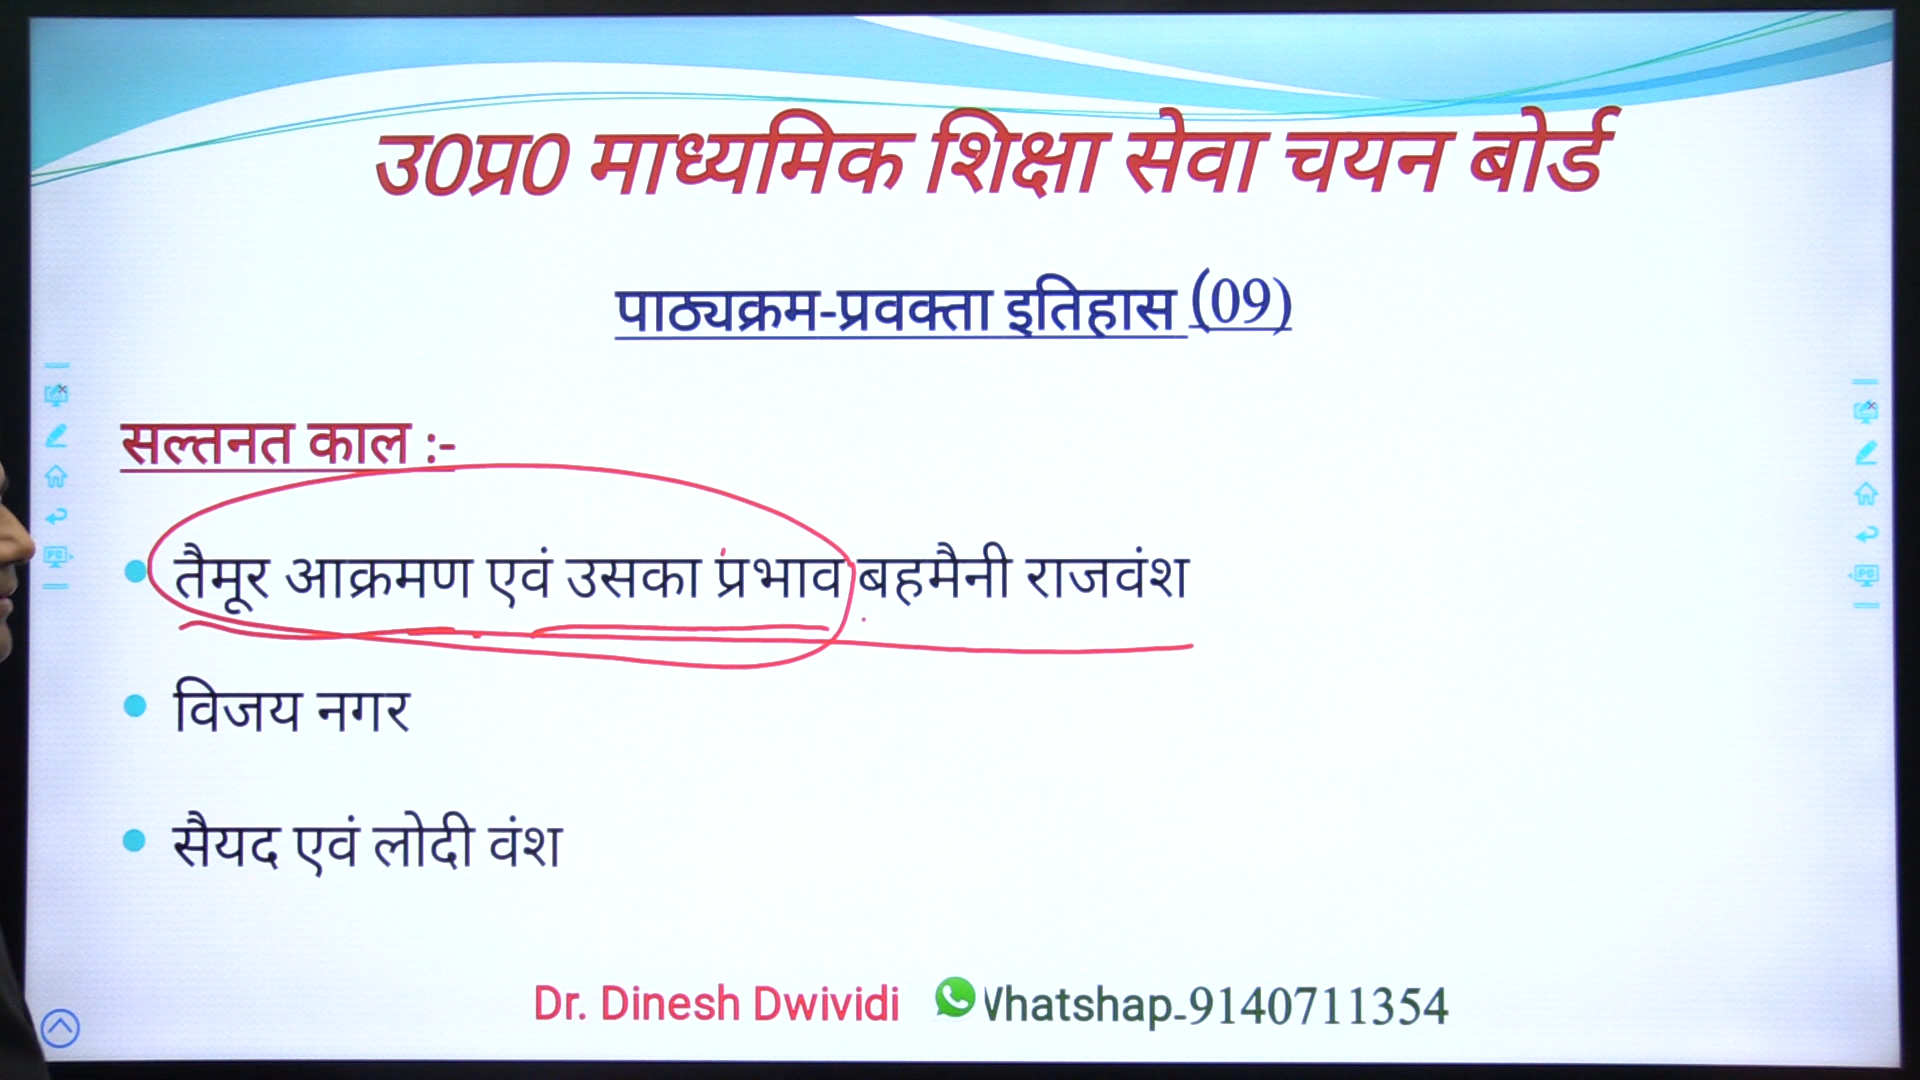 उ0प्र0 माध्यमिक शिक्षा सेवा चयन बोर्ड
पाठ्यक्रम-प्रवक्ता इतिहास (09)
सल्तनत काल :-
तैमूर आक्रमण एवं उसका प्रभाव बहमैनी राजवंश
विजय नगर
सैयद एवं लोदी वंश
Dr. Dinesh Dwividi Whatshap-9140711354